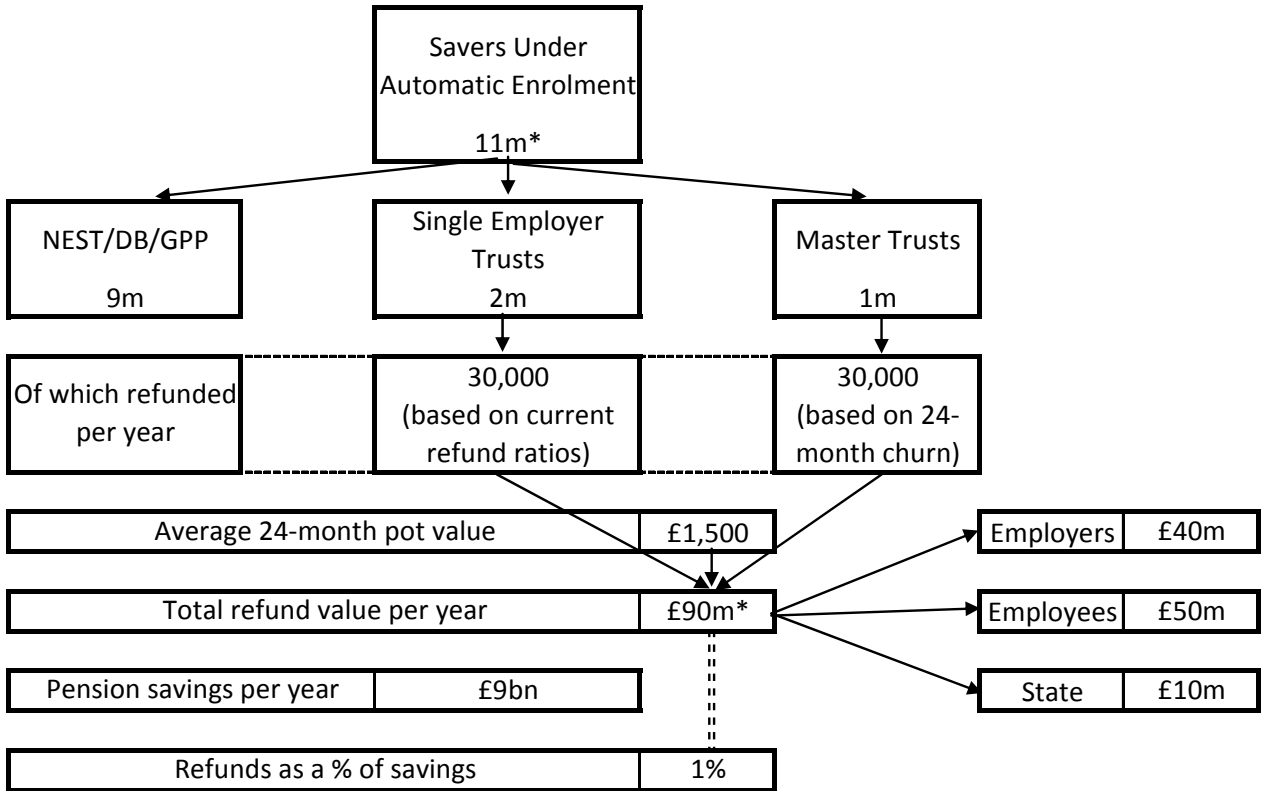 Savers Under
Automatic Enrolment
11m*
NEST/DB/GPP
9m
Single Employer
Trusts
2m
Master Trusts
1m
Of which refunded
per year
30,000
(based on current
refund ratios)
30,000
(based on 24-
month churn)
Average 24-month pot value
£1,500
Employers
£40m
Total refund value per year
£90m*
Employees
£50m
Pension savings per year
£9bn
State
£10m
Refunds as a % of savings
1%